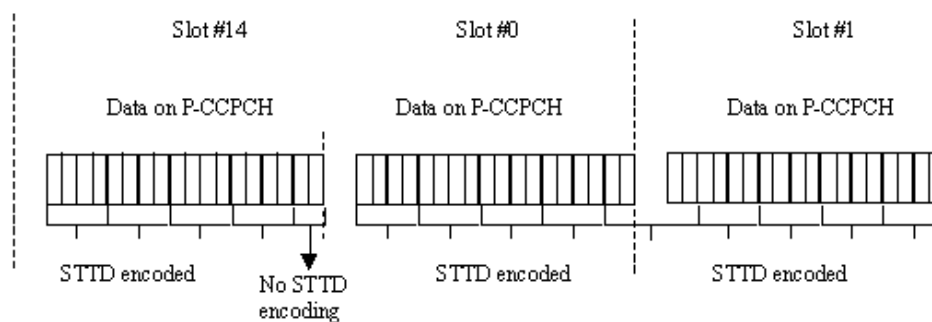 Slot #14 Slot #0 Slot #1
Data on P-CCPCH Data on P-CCPCH Data on P-CCPCH
STTD encoded STTD encoded STTD encoded
No STTD
encoding